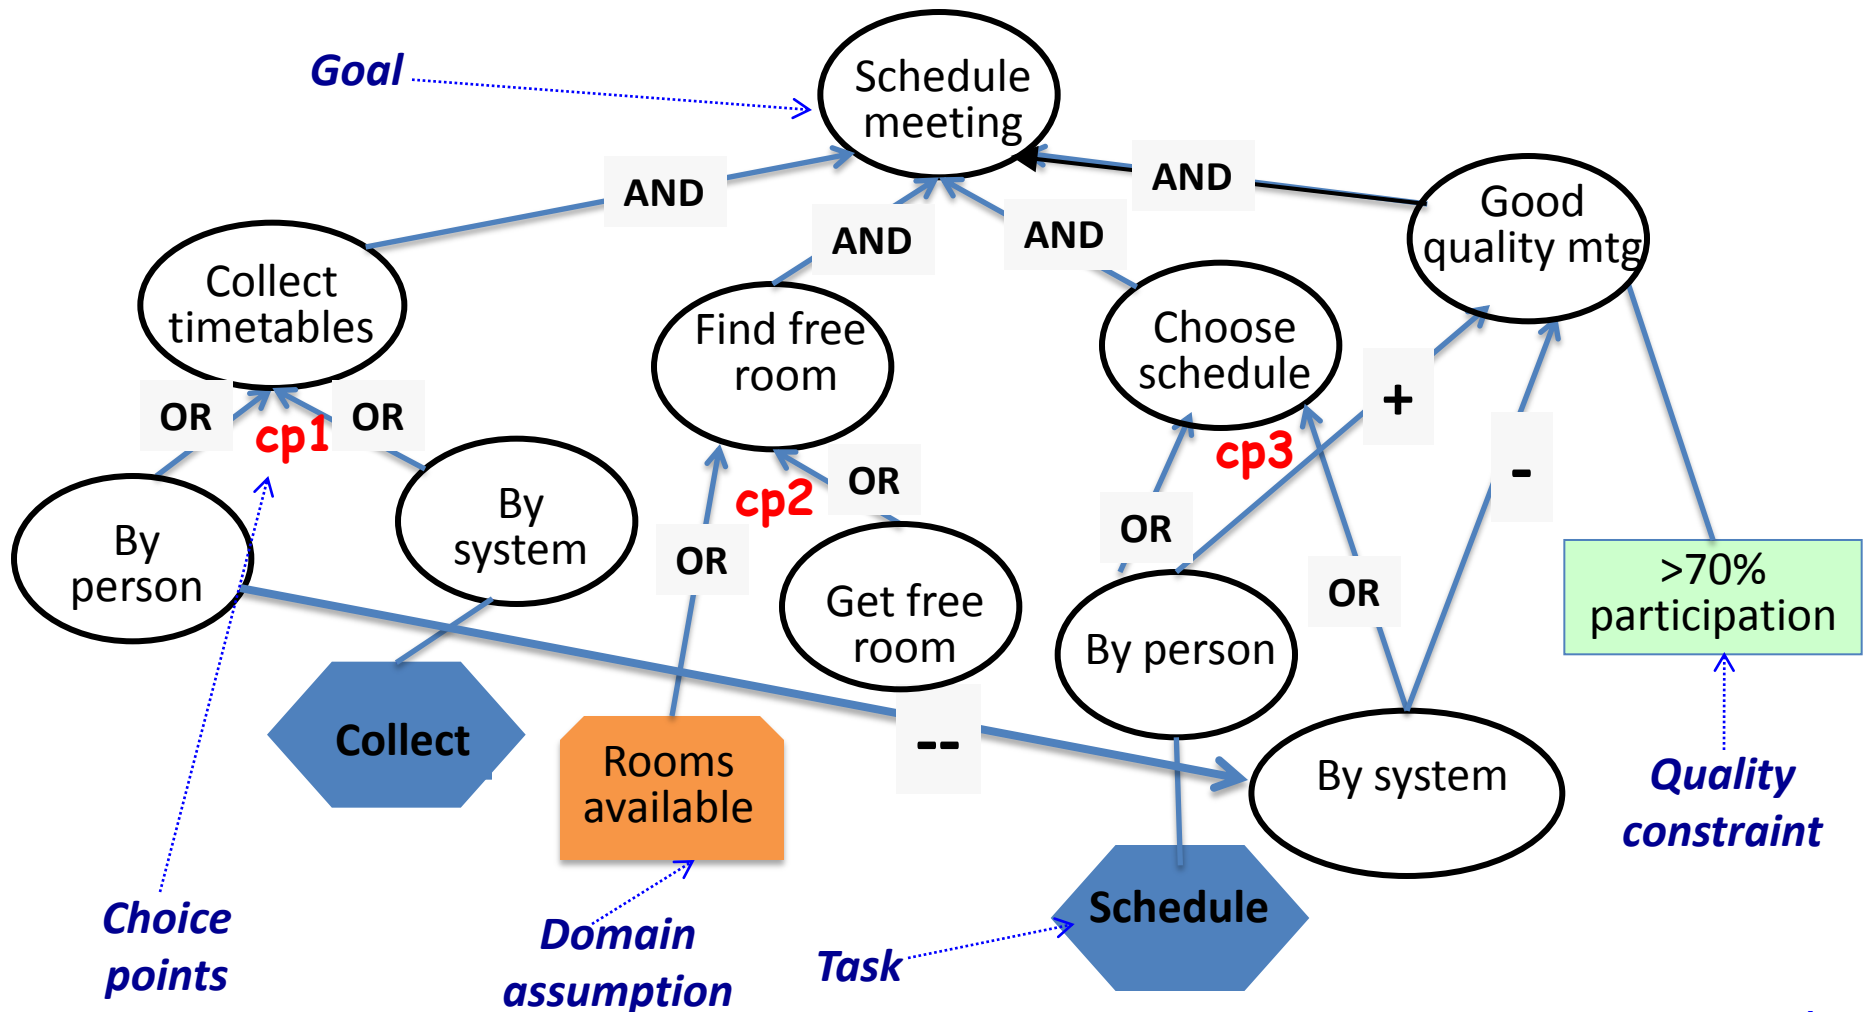 Goal
Schedule
meeting
AND
AND
AND
AND
Good
quality mtg
Collect
timetables
Find free
room
Choose
schedule
OR
cp1
OR
cp2
OR
cp3
+
-
By
person
By
system
OR
Get free
room
OR
By person
OR
>70%
participation
Collect
Rooms
available
--
By system
Quality
constraint
Choice
points
Domain
assumption
Task
Schedule